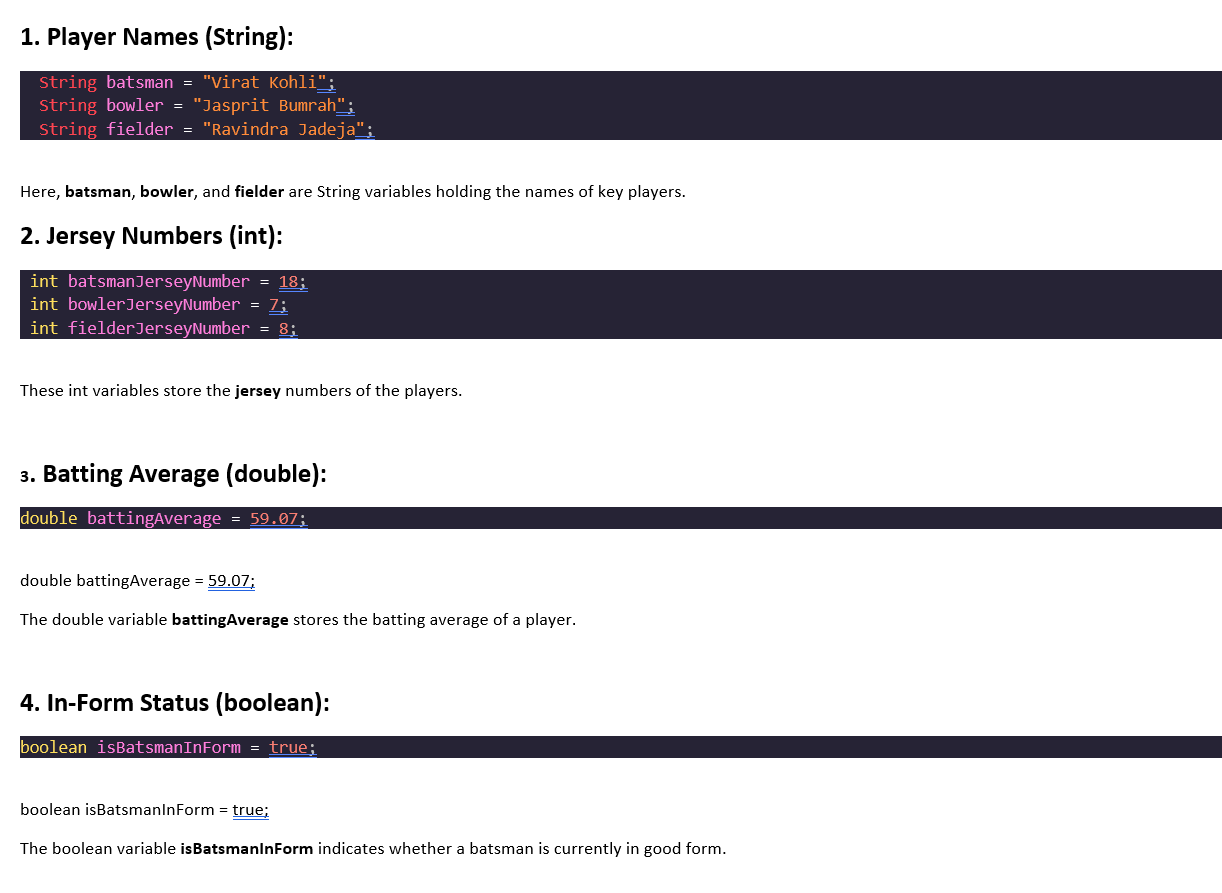 1. Player Names (String):
String batsman = "Virat Kohli";
String bowler = "Jasprit Bumrah";
String fielder = "Ravindra Jadeja";
Here, batsman, bowler, and fielder are String variables holding the names of key players.
2. Jersey Numbers (int):
int batsmanJerseyNumber = 18;
int bowlerJerseyNumber = 7;
int fielderJerseyNumber = 8;
These int variables store the jersey numbers of the players.
3. Batting Average (double):
double battingAverage = 59.07;
double battingAverage = 59.07;
The double variable battingAverage stores the batting average of a player.
4. In-Form Status (boolean):
boolean isBatsmanInForm = true;
boolean isBatsmanInForm = true;
The boolean variable isBatsmanInForm indicates whether a batsman is currently in good form.